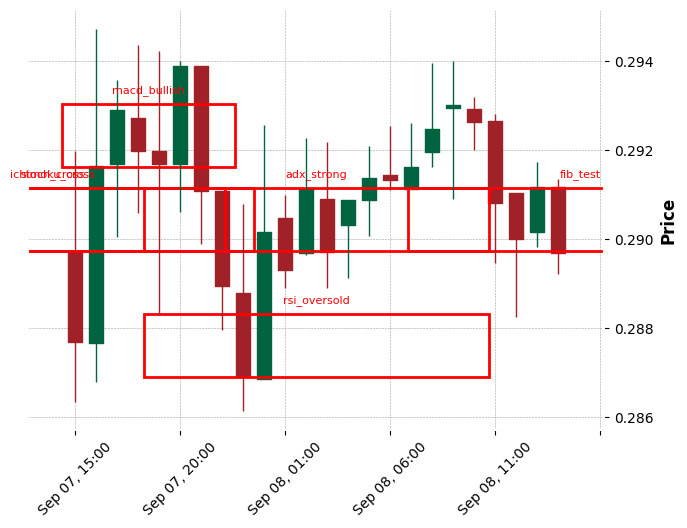 0.294
macd_bullish
0.292
adx_strong
fib_test
0.290
rsi_oversold
0.288
0.286
Price
Sep 07, 15:00
Sep 07, 20:00
Sep 08, 01:00
Sep 08, 06:00
Sep 08, 11:00